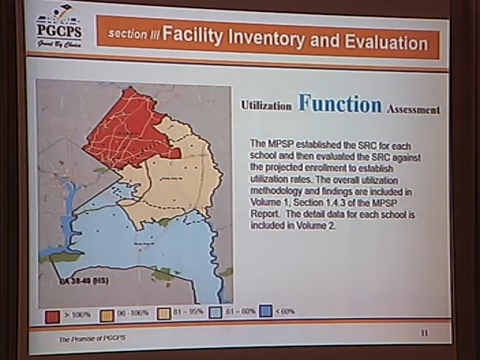 PGCPS
Great By Choice
section III Facility Inventory and Evaluation
Utilization Function Assessment
The MPSP established the SRC for each
school and then evaluated the SRC against
the projected enrollment to establish
utilization rates. The overall utilization
methodology and findings are included in
Volume 1, Section 1.4.3 of the MPSP
Report. The detail data for each school is
included in Volume 2.
(HS)
> 106%
96 -106%
81 – 95%
61 – 80%
< 60%
The Promise of PGCPS
11